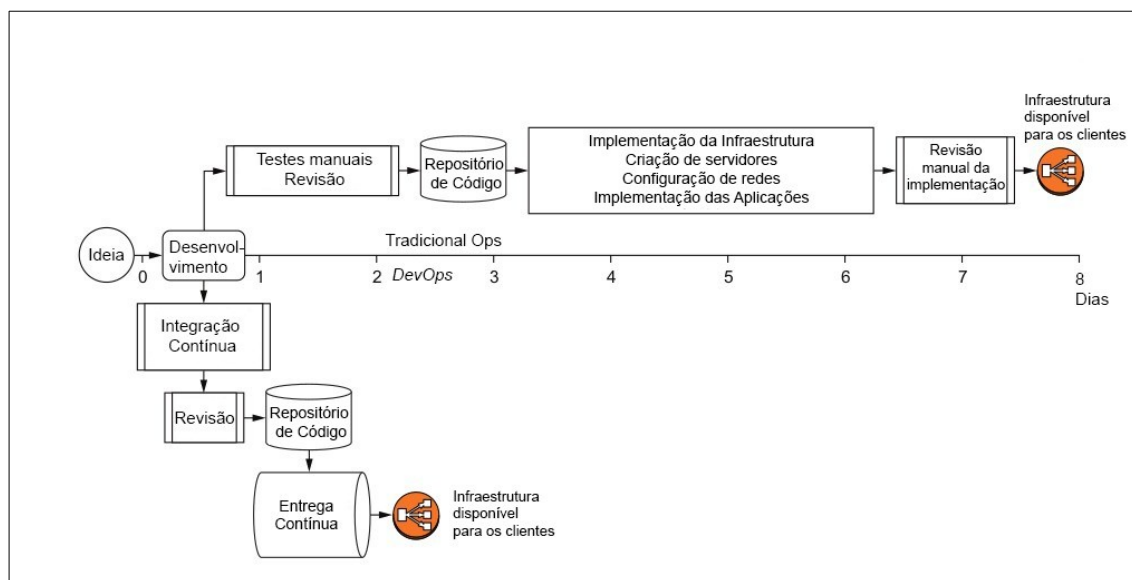 Infraestrutura
disponível
para os clientes
Testes manuais
Revisão
Repositório
de Código
Implementação da Infraestrutura
Criação de servidores
Configuração de redes
Implementação das Aplicações
Revisão
manual da
implementação
Ideia
Desenvol-
vimento
Tradicional Ops
0 1 2 3 4 5 6 7 8
DevOps
Dias
Integração
Contínua
Revisão
Repositório
de Código
Entrega
Contínua
Infraestrutura
disponível
para os clientes